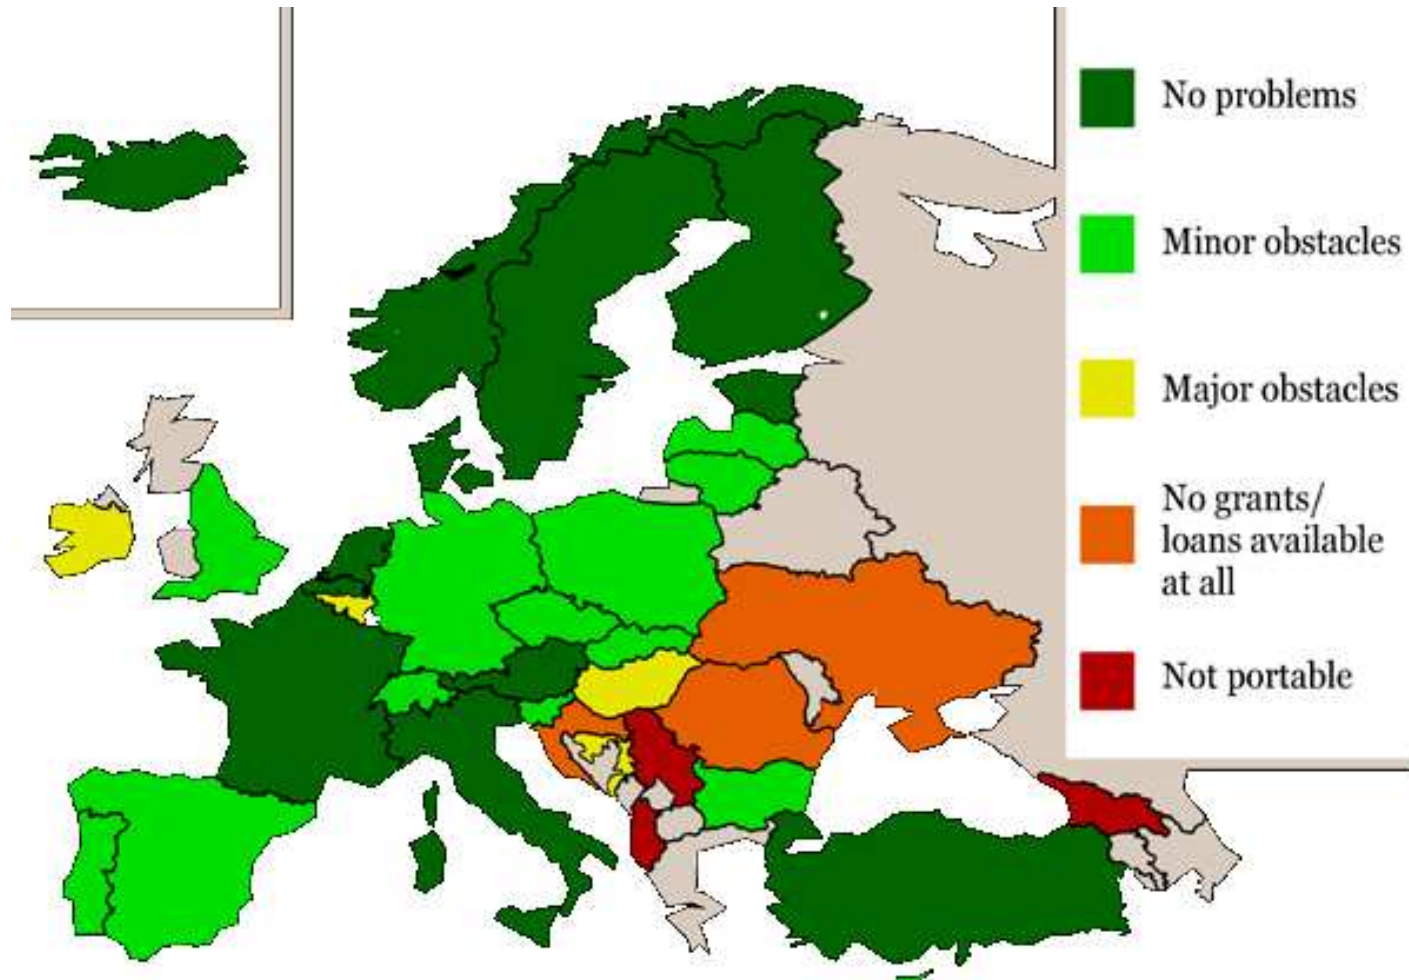 No problems
Minor obstacles
Major obstacles
No grants/
loans available
at all
Not portable